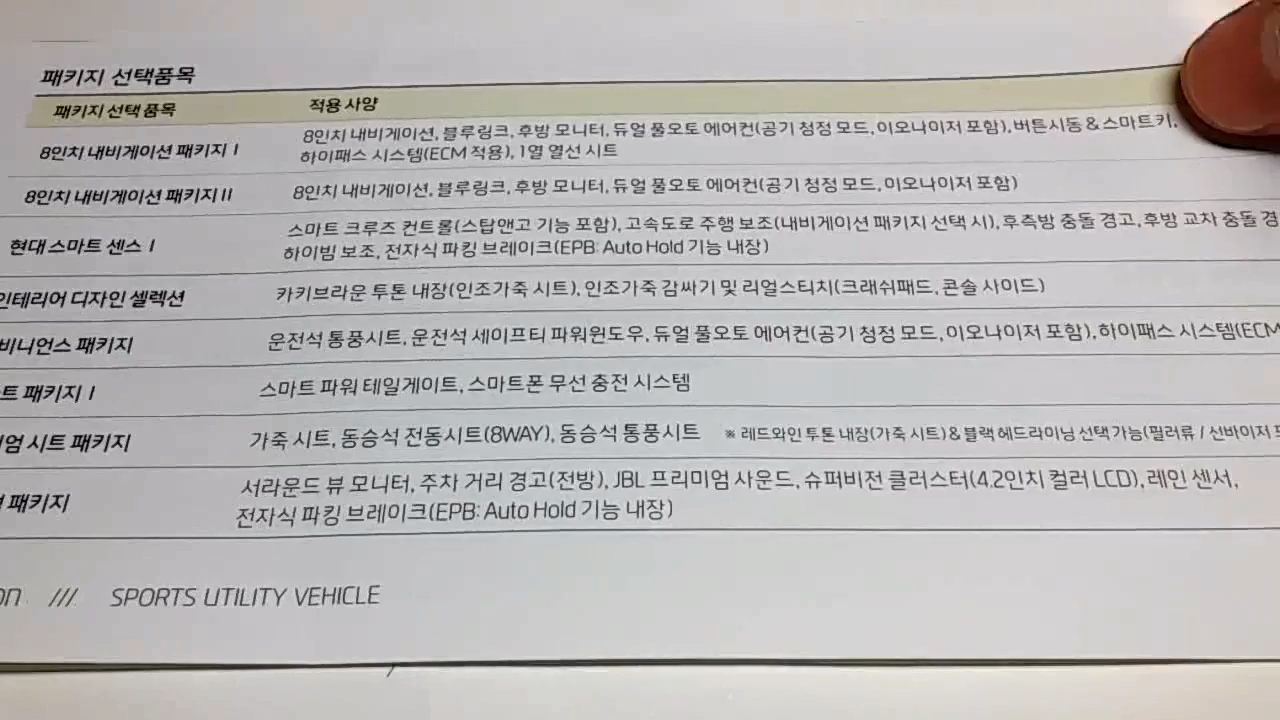 패키지 선택품목
패키지 선택 품목 적용 사양
8인치 내비게이션 패키지 I 8인치 내비게이션, 블루링크, 후방 모니터, 듀얼 풀오토 에어컨(공기 청정 모드, 이오나이저 포함), 버튼시동 & 스마트키,
하이패스 시스템(ECM 적용), 1열 열선 시트
8인치 내비게이션 패키지 II 8인치 내비게이션, 블루링크, 후방 모니터, 듀얼 풀오토 에어컨(공기 청정 모드, 이오나이저 포함)
현대 스마트 센스 I 스마트 크루즈 컨트롤(스탑앤고 기능 포함), 고속도로 주행 보조(내비게이션 패키지 선택 시), 후측방 충돌 경고, 후방 교차 충돌 경
하이빔 보조, 전자식 파킹 브레이크(EPB: Auto Hold 기능 내장)
인테리어 디자인 셀렉션 카키브라운 투톤 내장(인조가죽 시트), 인조가죽 감싸기 및 리얼스티치(크래쉬패드, 콘솔 사이드)
비니언스 패키지 운전석 통풍시트, 운전석 세이프티 파워윈도우, 듀얼 풀오토 에어컨(공기 청정 모드, 이오나이저 포함), 하이패스 시스템(ECM
트 패키지 I 스마트 파워 테일게이트, 스마트폰 무선 충전 시스템
엄 시트 패키지 가죽 시트, 동승석 전동시트(8WAY), 동승석 통풍시트 ※ 레드와인 투톤 내장(가죽 시트) & 블랙 헤드라이닝 선택 가능(필러류 / 선바이저
패키지 서라운드 뷰 모니터, 주차 거리 경고(전방), JBL 프리미엄 사운드, 슈퍼비전 클러스터(4.2인치 컬러 LCD), 레인 센서,
전자식 파킹 브레이크(EPB: Auto Hold 기능 내장)
on /// SPORTS UTILITY VEHICLE